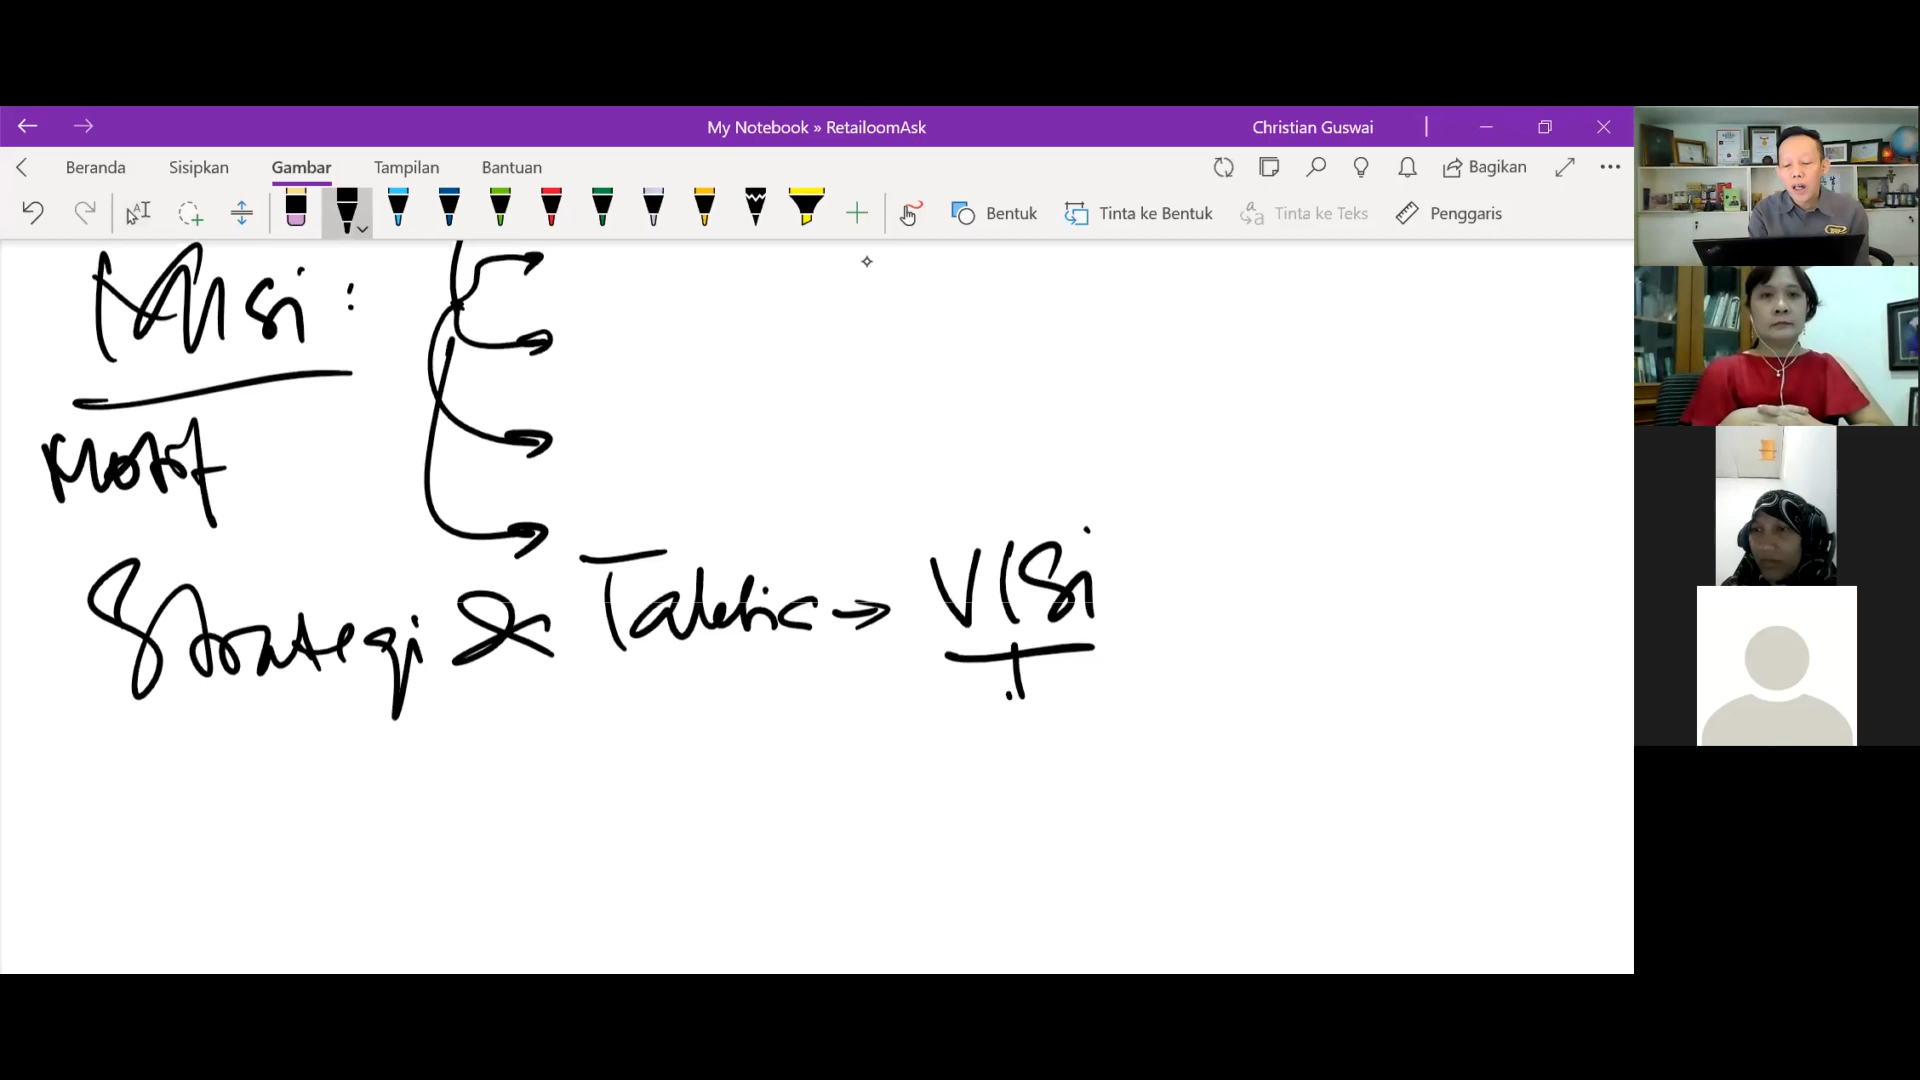 My Notebook » RetailoomAsk
Christian Guswai
Beranda Sisipkan Gambar Tampilan Bantuan
Bagikan
Bentuk Tinta ke Bentuk Tinta ke Teks Penggaris
Misi :
Motif
Strategi & Taktic → VISi